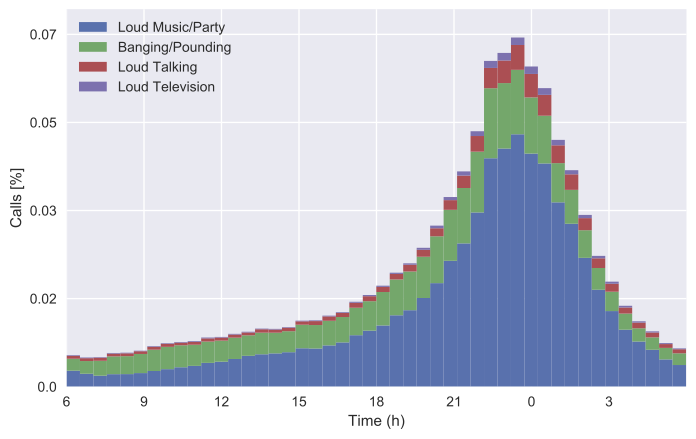 Loud Music/Party
Banging/Pounding
Loud Talking
Loud Television
0.07
0.05
0.03
0.02
0.0
Calls [%]
6 9 12 15 18 21 0 3
Time (h)